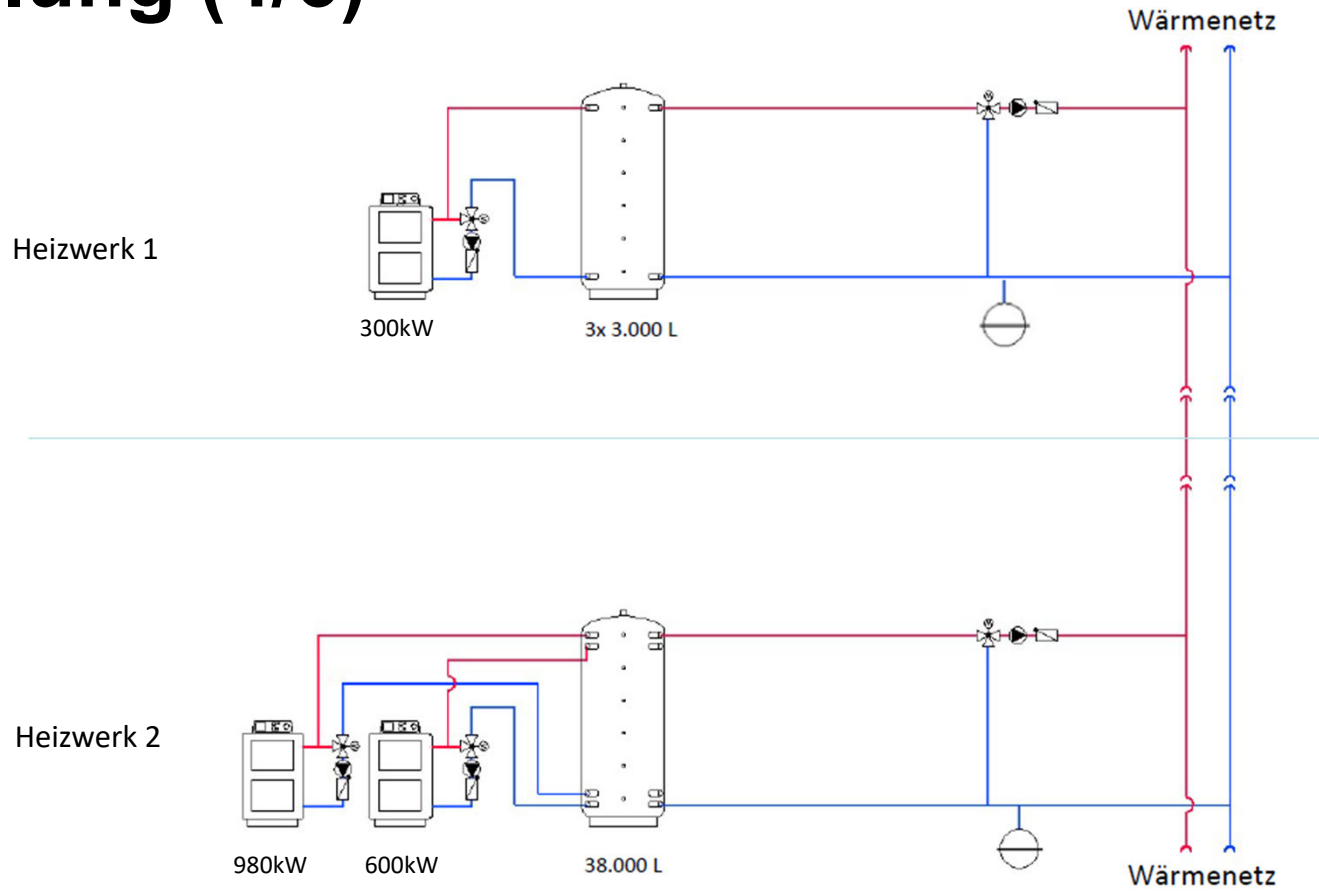 Wärmenetz
Heizwerk 1
300kW
3x 3.000 L
Heizwerk 2
980kW
600kW
38.000 L
Wärmenetz